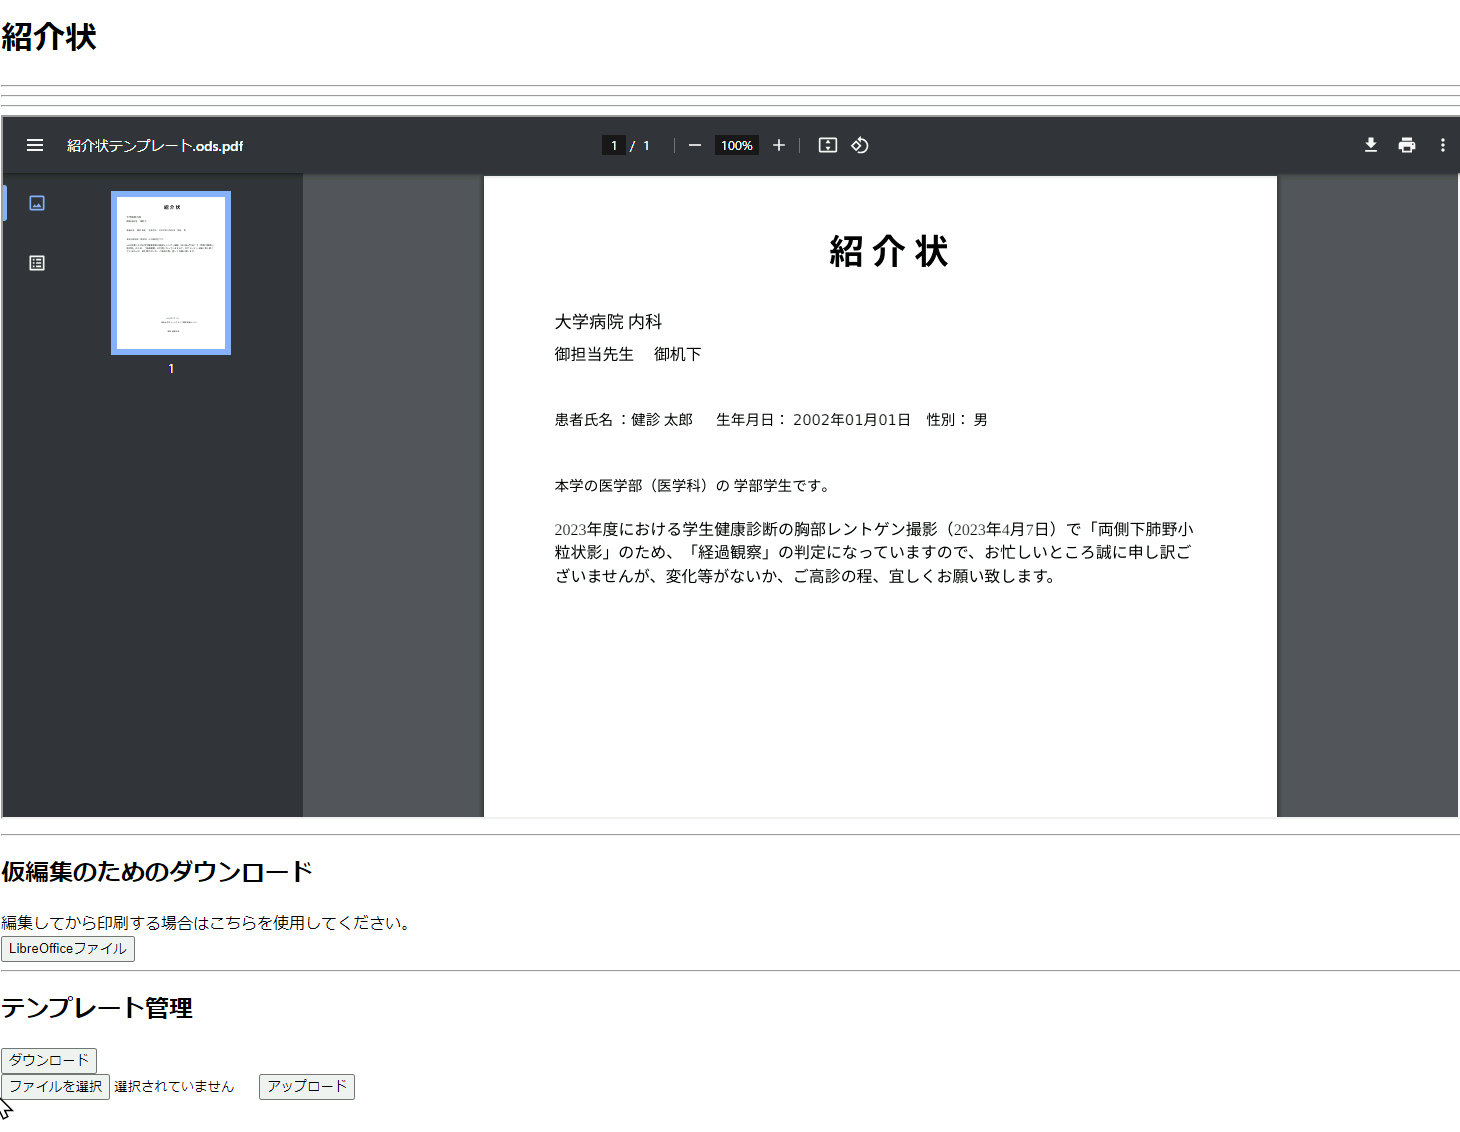 紹介状
紹介状テンプレート.ods.pdf
1 / 1
100%
1
紹 介 状
大学病院 内科
御担当先生　御机下
患者氏名 ：健診 太郎　生年月日： 2002年01月01日　性別： 男
本学の医学部（医学科）の 学部学生です。
2023年度における学生健康診断の胸部レントゲン撮影（2023年4月7日）で「両側下肺野小
粒状影」のため、「経過観察」の判定になっていますので、お忙しいところ誠に申し訳ご
ざいませんが、変化等がないか、ご高診の程、宜しくお願い致します。
仮編集のためのダウンロード
編集してから印刷する場合はこちらを使用してください。
LibreOfficeファイル
テンプレート管理
ダウンロード
ファイルを選択 選択されていません アップロード